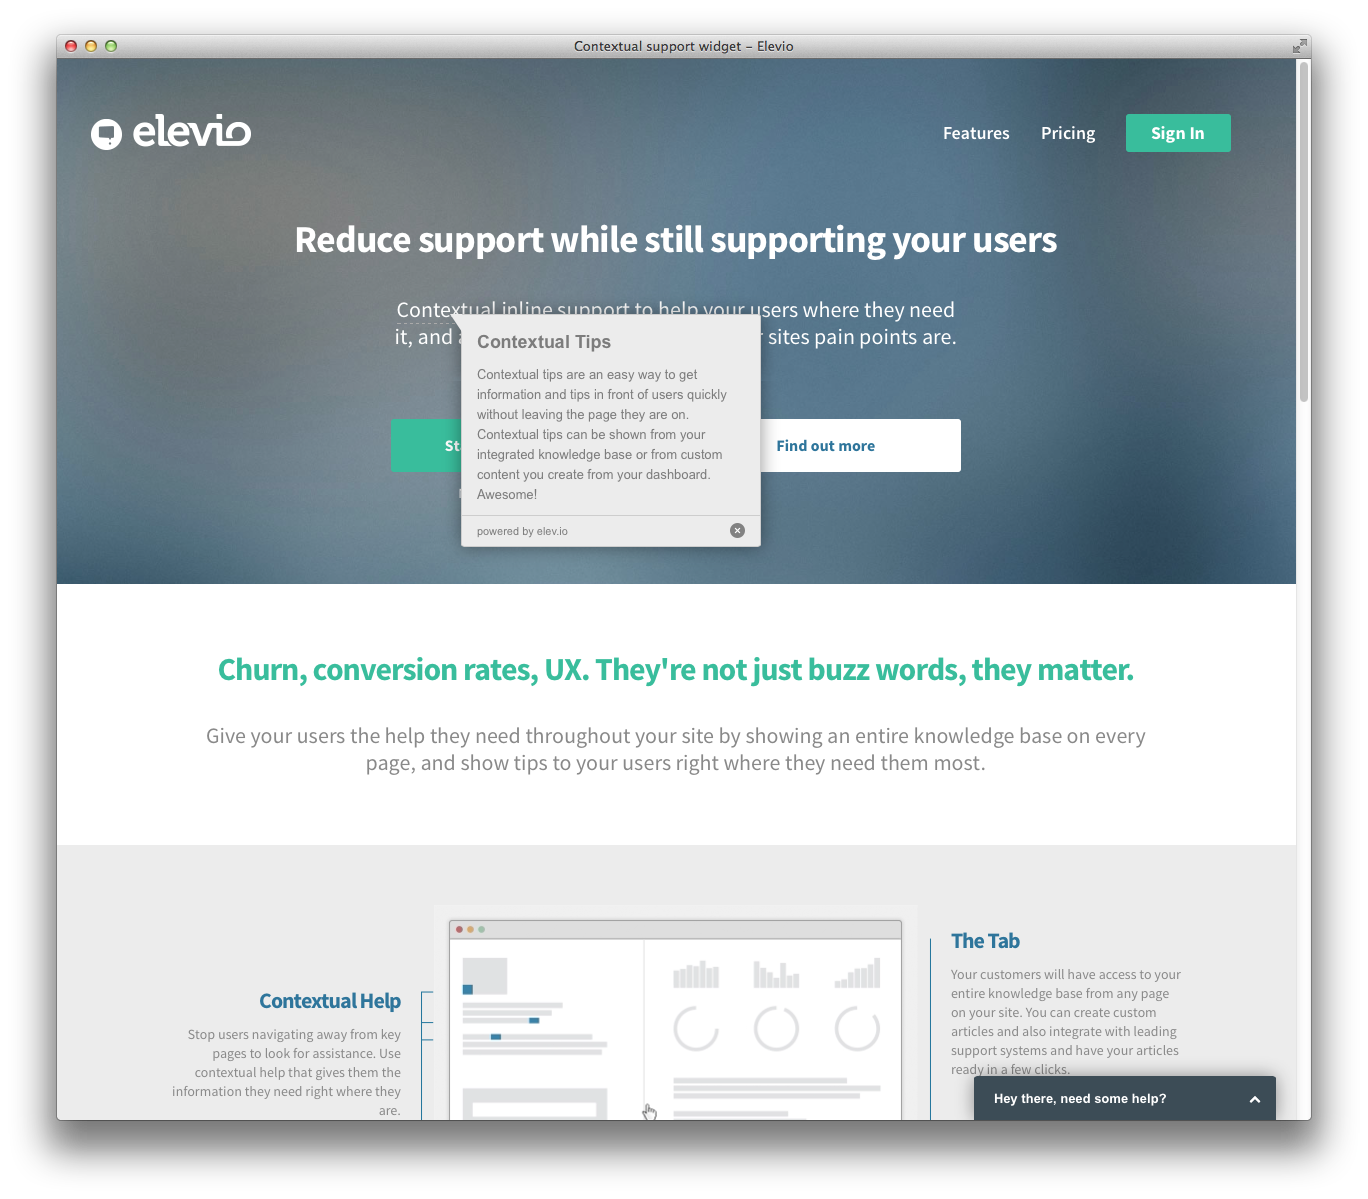 Contextual support widget – Elevio
elevio
Features Pricing Sign In
Reduce support while still supporting your users
Contextual inline support to help your users where they need
it, and sites pain points are.
Contextual Tips
Contextual tips are an easy way to get
information and tips in front of users quickly
without leaving the page they are on.
Contextual tips can be shown from your
integrated knowledge base or from custom
content you create from your dashboard.
Awesome!
powered by elev.io
Find out more
Churn, conversion rates, UX. They're not just buzz words, they matter.
Give your users the help they need throughout your site by showing an entire knowledge base on every
page, and show tips to your users right where they need them most.
Contextual Help
Stop users navigating away from key
pages to look for assistance. Use
contextual help that gives them the
information they need right where they
are.
The Tab
Your customers will have access to your
entire knowledge base from any page
on your site. You can create custom
articles and also integrate with leading
support systems and have your articles
ready in a few clicks.
Hey there, need some help?